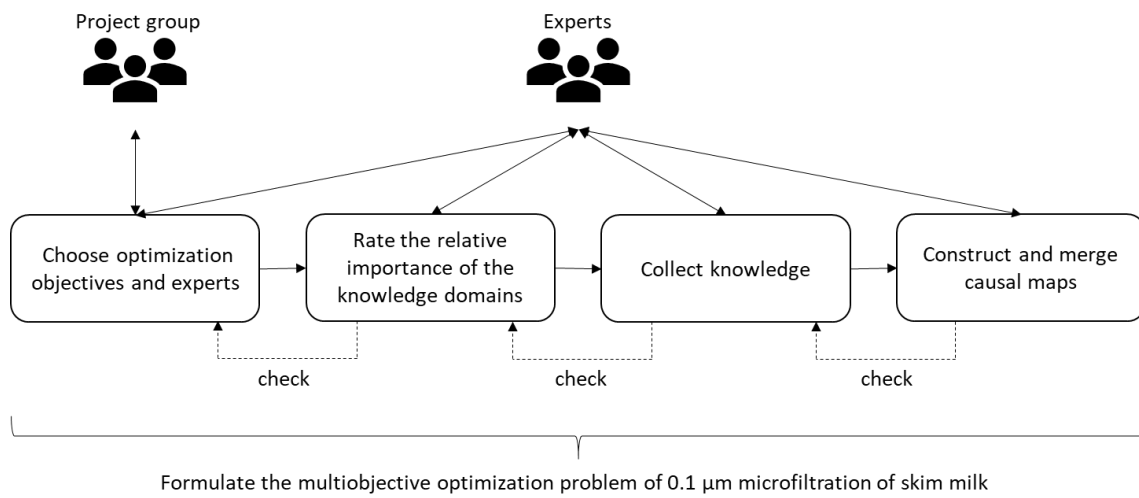 Project group
Experts
Choose optimization
objectives and experts
Rate the relative
importance of the
knowledge domains
Collect knowledge
Construct and merge
causal maps
check
check
check
Formulate the multiobjective optimization problem of 0.1 µm microfiltration of skim milk